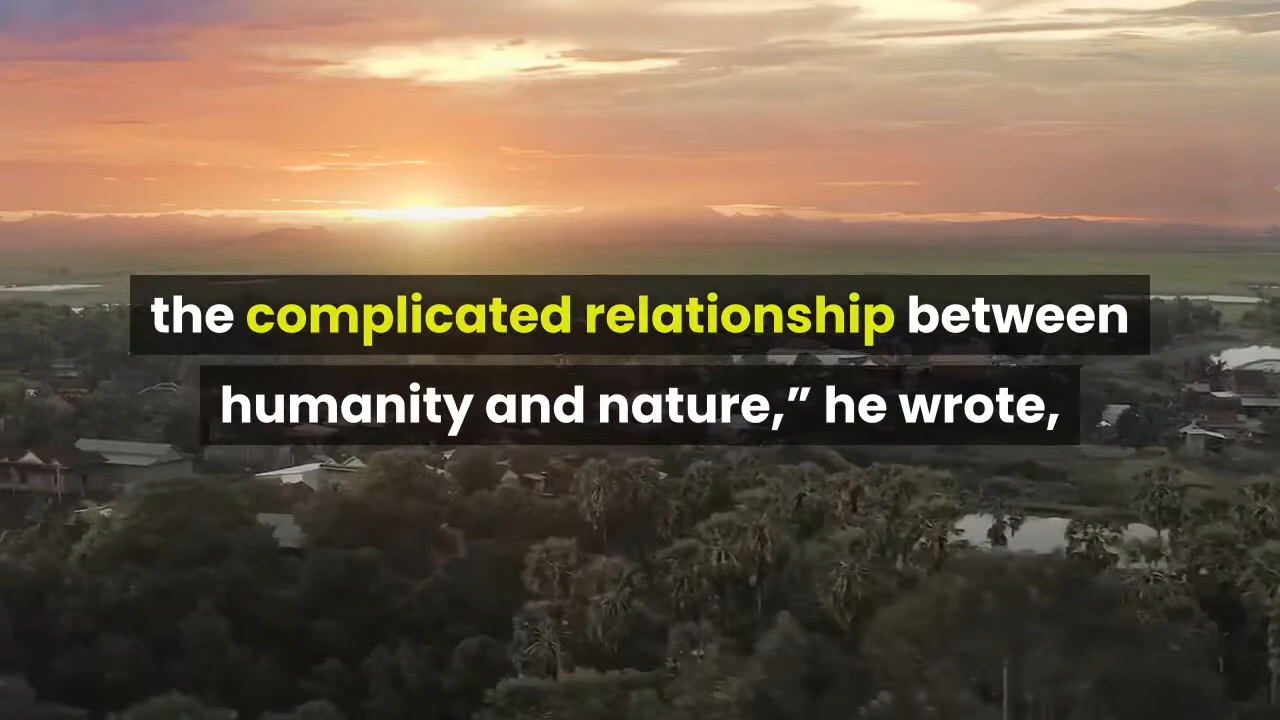 the complicated relationship between
humanity and nature,” he wrote,